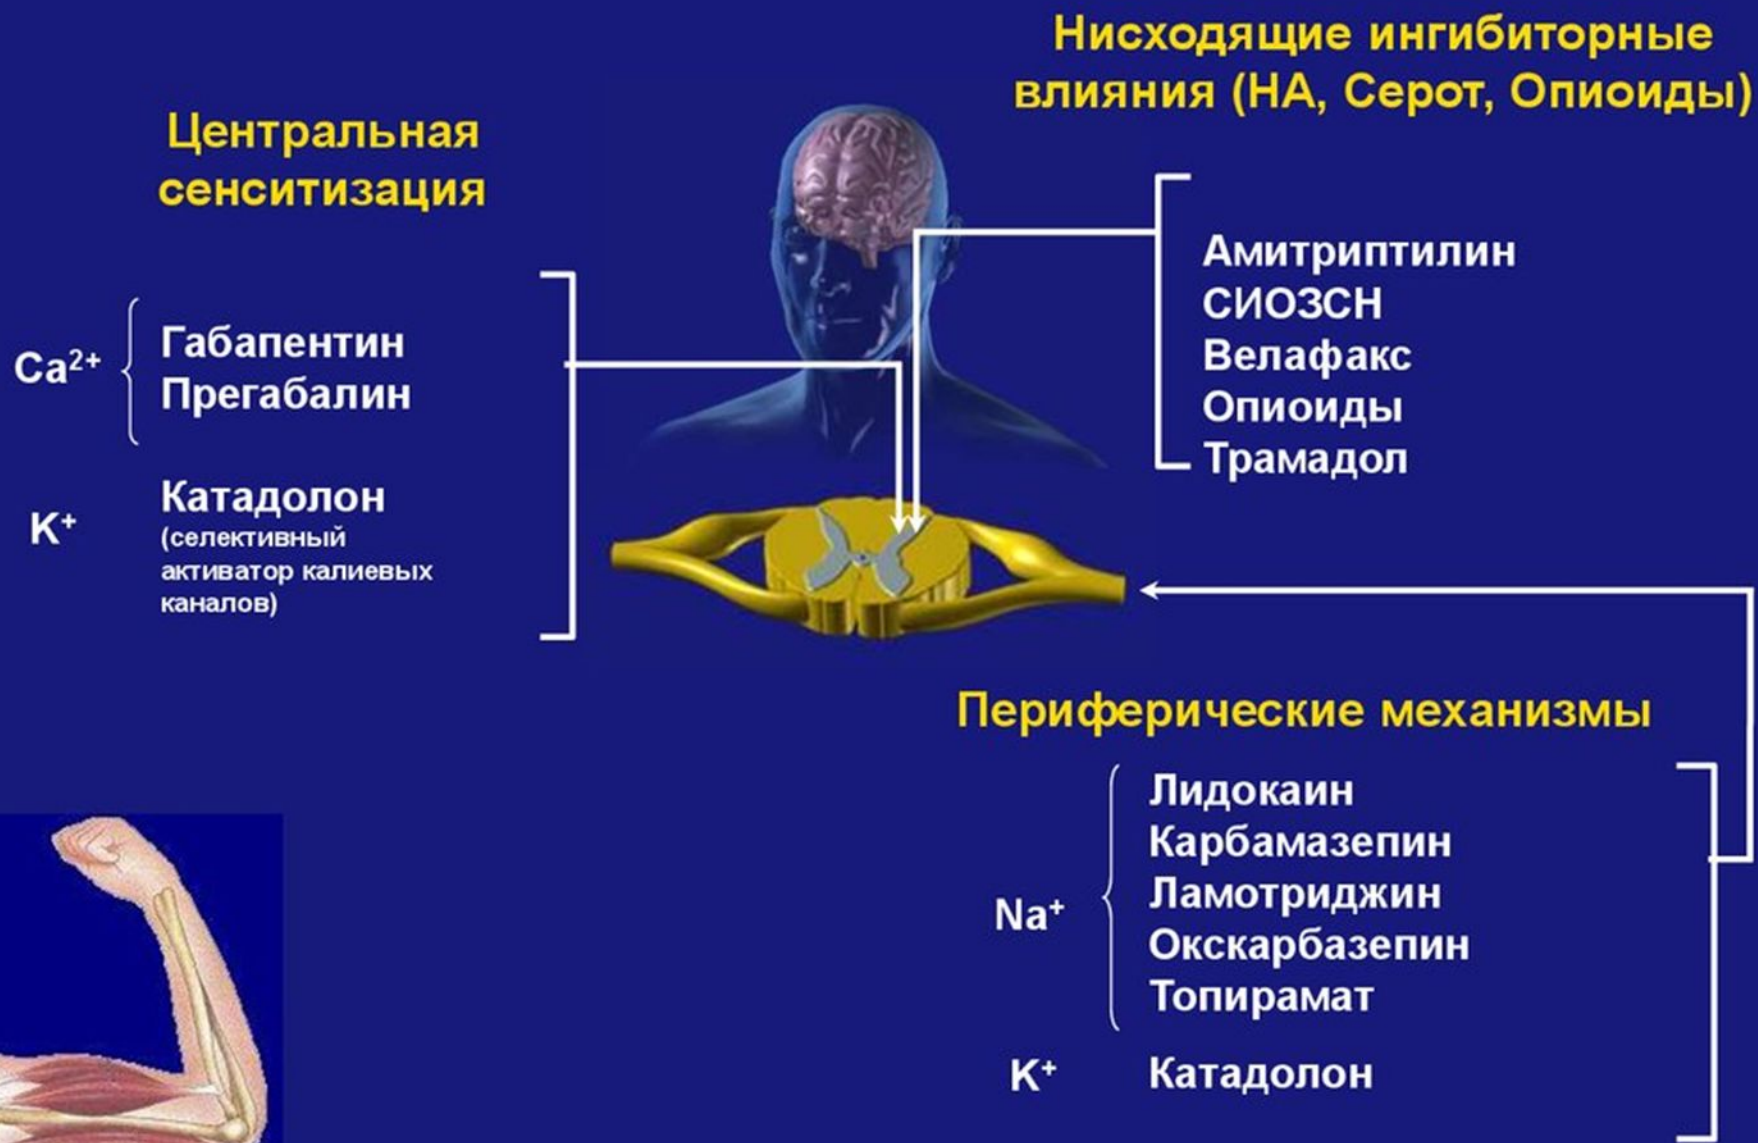 Нисходящие ингибиторные
влияния (НА, Серот, Опиоиды)
Центральная
сенситизация
Ca²⁺
Габапентин
Прегабалин
K⁺
Катадолон
(селективный
активатор калиевых
каналов)
Амитриптилин
СИОЗСН
Велафакс
Опиоиды
Трамадол
Периферические механизмы
Na⁺
Лидокаин
Карбамазепин
Ламотриджин
Окскарбазепин
Топирамат
K⁺
Катадолон